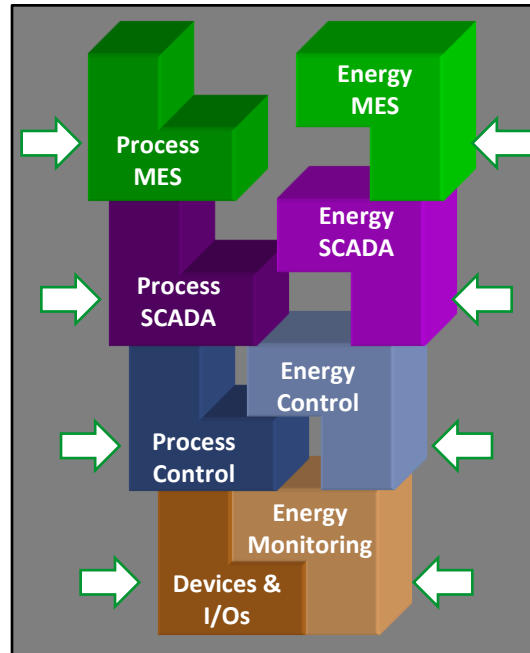 Process
MES
Energy
MES
Process
SCADA
Energy
SCADA
Process
Control
Energy
Control
Devices &
I/Os
Energy
Monitoring